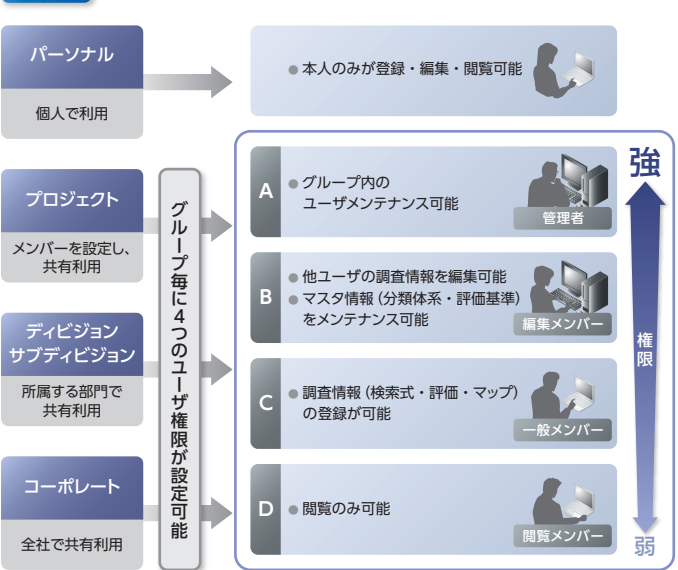 パーソナル
個人で利用
●本人のみが登録・編集・閲覧可能
プロジェクト
メンバーを設定し、
共有利用
ディビジョン
サブディビジョン
所属する部門で
共有利用
コーポレート
全社で共有利用
グループ毎に4つのユーザ権限が設定可能
A
●グループ内の
ユーザメンテナンス可能
管理者
B
●他ユーザの調査情報を編集可能
●マスタ情報（分類体系・評価基準）
をメンテナンス可能
編集メンバー
C
●調査情報（検索式・評価・マップ）
の登録が可能
一般メンバー
D
●閲覧のみ可能
閲覧メンバー
強
権限
弱